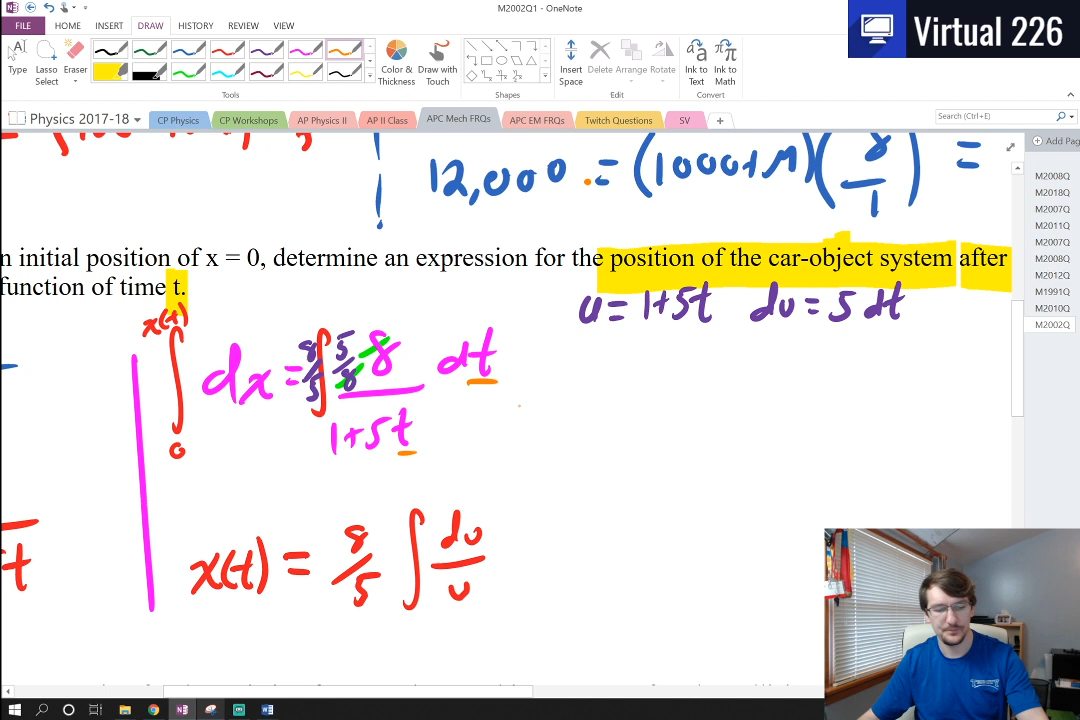 M2002Q1 - OneNote
FILE HOME INSERT DRAW HISTORY REVIEW VIEW
Virtual 226
Type Lasso Select Eraser Color & Thickness Draw with Touch Insert Space Delete Arrange Rotate Ink to Text Ink to Math
Tools Shapes Edit Convert
Physics 2017-18 CP Physics CP Workshops AP Physics II AP II Class APC Mech FRQs APC EM FRQs Twitch Questions SV + Search (Ctrl+E)
Add Pag
M2008Q
M2018Q
M2007Q
M2011Q
M2007Q
M2008Q
M2012Q
M1991Q
M2010Q
M2002Q
12,000 = (1000+M)(8/1) =
n initial position of x = 0, determine an expression for the position of the car-object system after
function of time t.
u = 1+5t du = 5 dt
∫₀^x(t) dx = 8/5 ∫ 5/8 8/(1+5t) dt
x(t) = 8/5 ∫ du/u
t